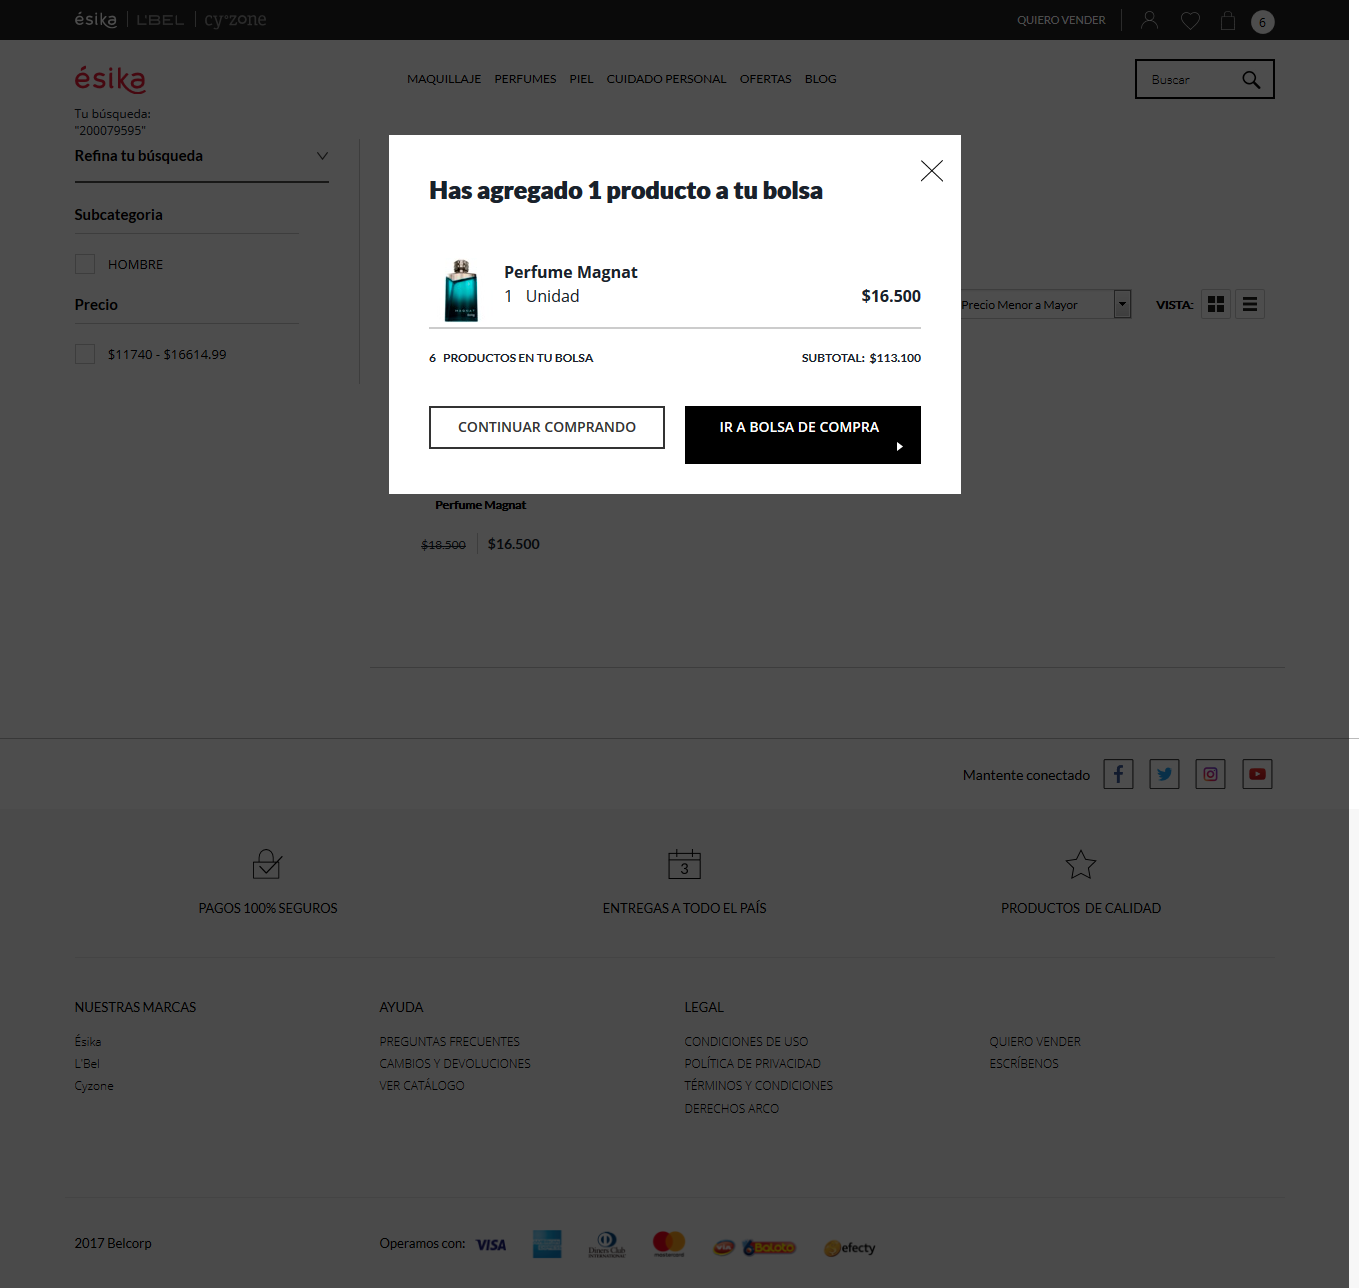 ésika | L'BEL | cy°zone
QUIERO VENDER
6
ésika
MAQUILLAJE PERFUMES PIEL CUIDADO PERSONAL OFERTAS BLOG
Buscar
Tu búsqueda:
"200079595"
Refina tu búsqueda
Subcategoria
HOMBRE
Precio
$11740 - $16614.99
Has agregado 1 producto a tu bolsa
Perfume Magnat
1 Unidad $16.500
6 PRODUCTOS EN TU BOLSA SUBTOTAL: $113.100
CONTINUAR COMPRANDO
IR A BOLSA DE COMPRA
Precio Menor a Mayor
VISTA:
Perfume Magnat
$18.500 $16.500
Mantente conectado
3
PAGOS 100% SEGUROS
ENTREGAS A TODO EL PAÍS
PRODUCTOS DE CALIDAD
NUESTRAS MARCAS
Ésika
L'Bel
Cyzone
AYUDA
PREGUNTAS FRECUENTES
CAMBIOS Y DEVOLUCIONES
VER CATÁLOGO
LEGAL
CONDICIONES DE USO
POLÍTICA DE PRIVACIDAD
TÉRMINOS Y CONDICIONES
DERECHOS ARCO
QUIERO VENDER
ESCRÍBENOS
2017 Belcorp
Operamos con:
VISA
Diners Club
INTERNATIONAL
mastercard
Baloto
efecty